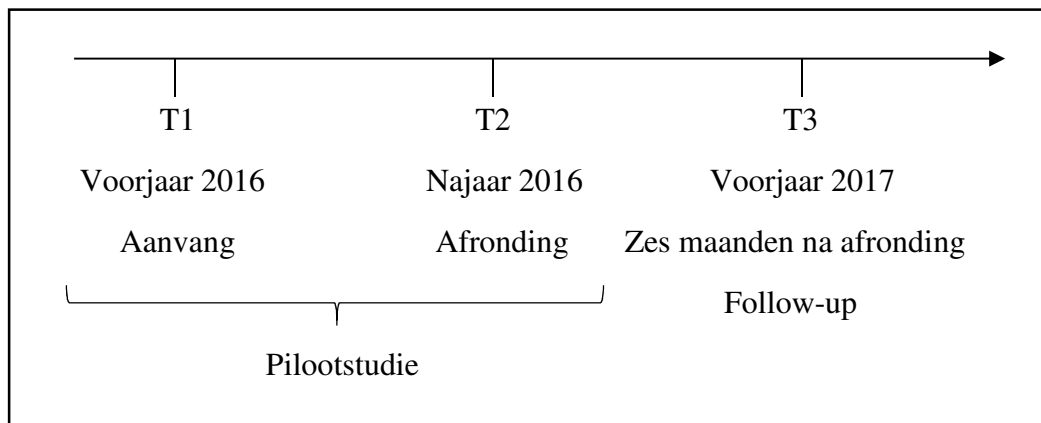 T1 T2 T3
Voorjaar 2016 Najaar 2016 Voorjaar 2017
Aanvang Afronding Zes maanden na afronding
Follow-up
Pilootstudie